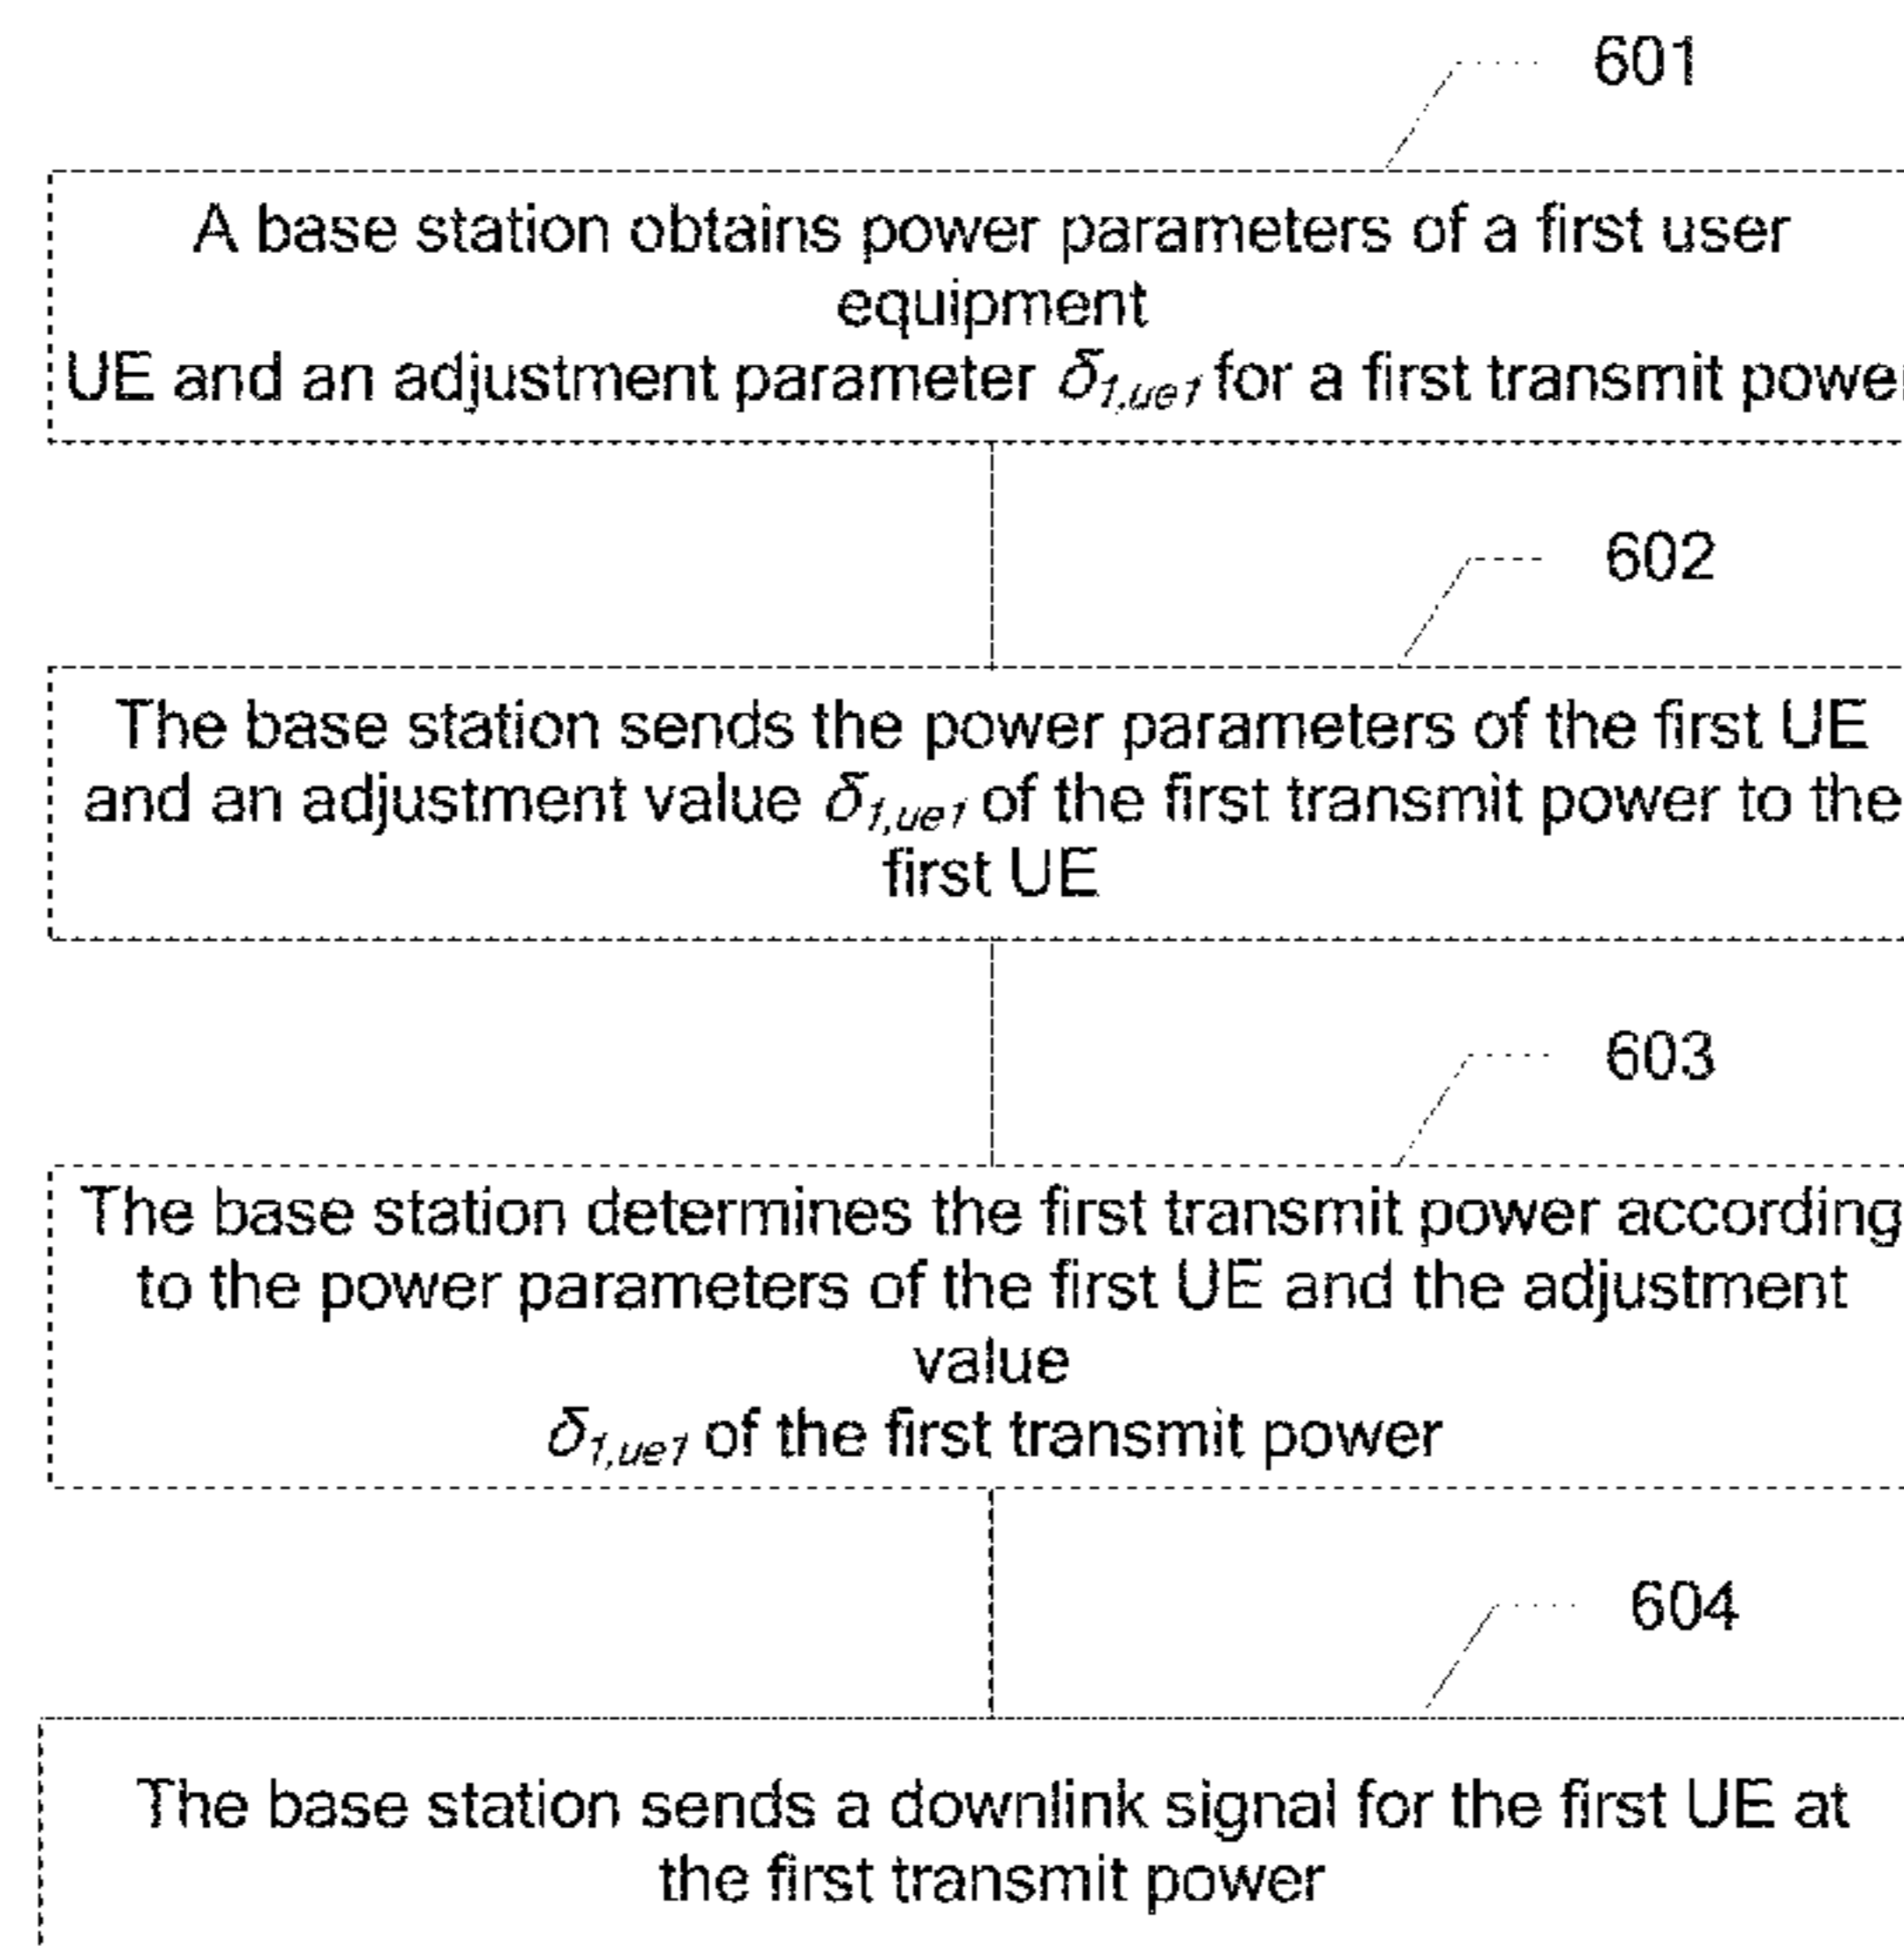 601
A base station obtains power parameters of a first user
equipment
UE and an adjustment parameter δ1,ue1 for a first transmit power
602
The base station sends the power parameters of the first UE
and an adjustment value δ1,ue1 of the first transmit power to the
first UE
603
The base station determines the first transmit power according
to the power parameters of the first UE and the adjustment
value
δ1,ue1 of the first transmit power
604
The base station sends a downlink signal for the first UE at
the first transmit power